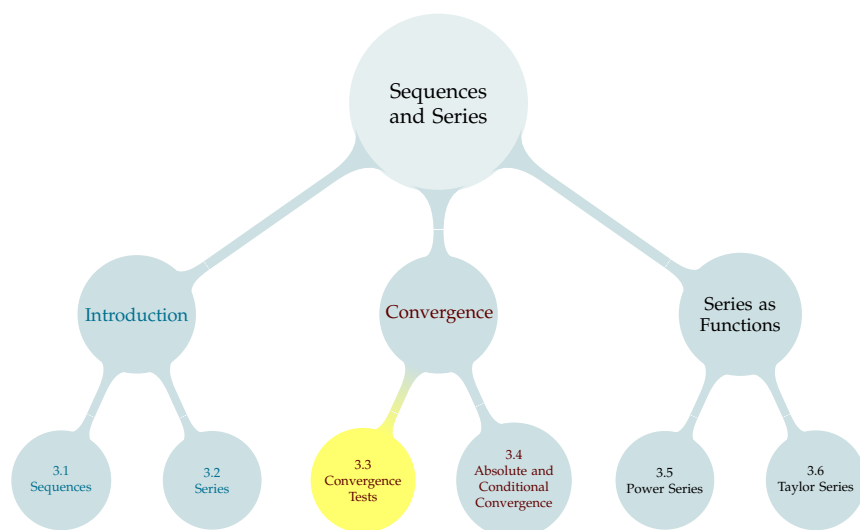 Sequences
and Series
Introduction
Convergence
Series as
Functions
3.1
Sequences
3.2
Series
3.3
Convergence
Tests
3.4
Absolute and
Conditional
Convergence
3.5
Power Series
3.6
Taylor Series